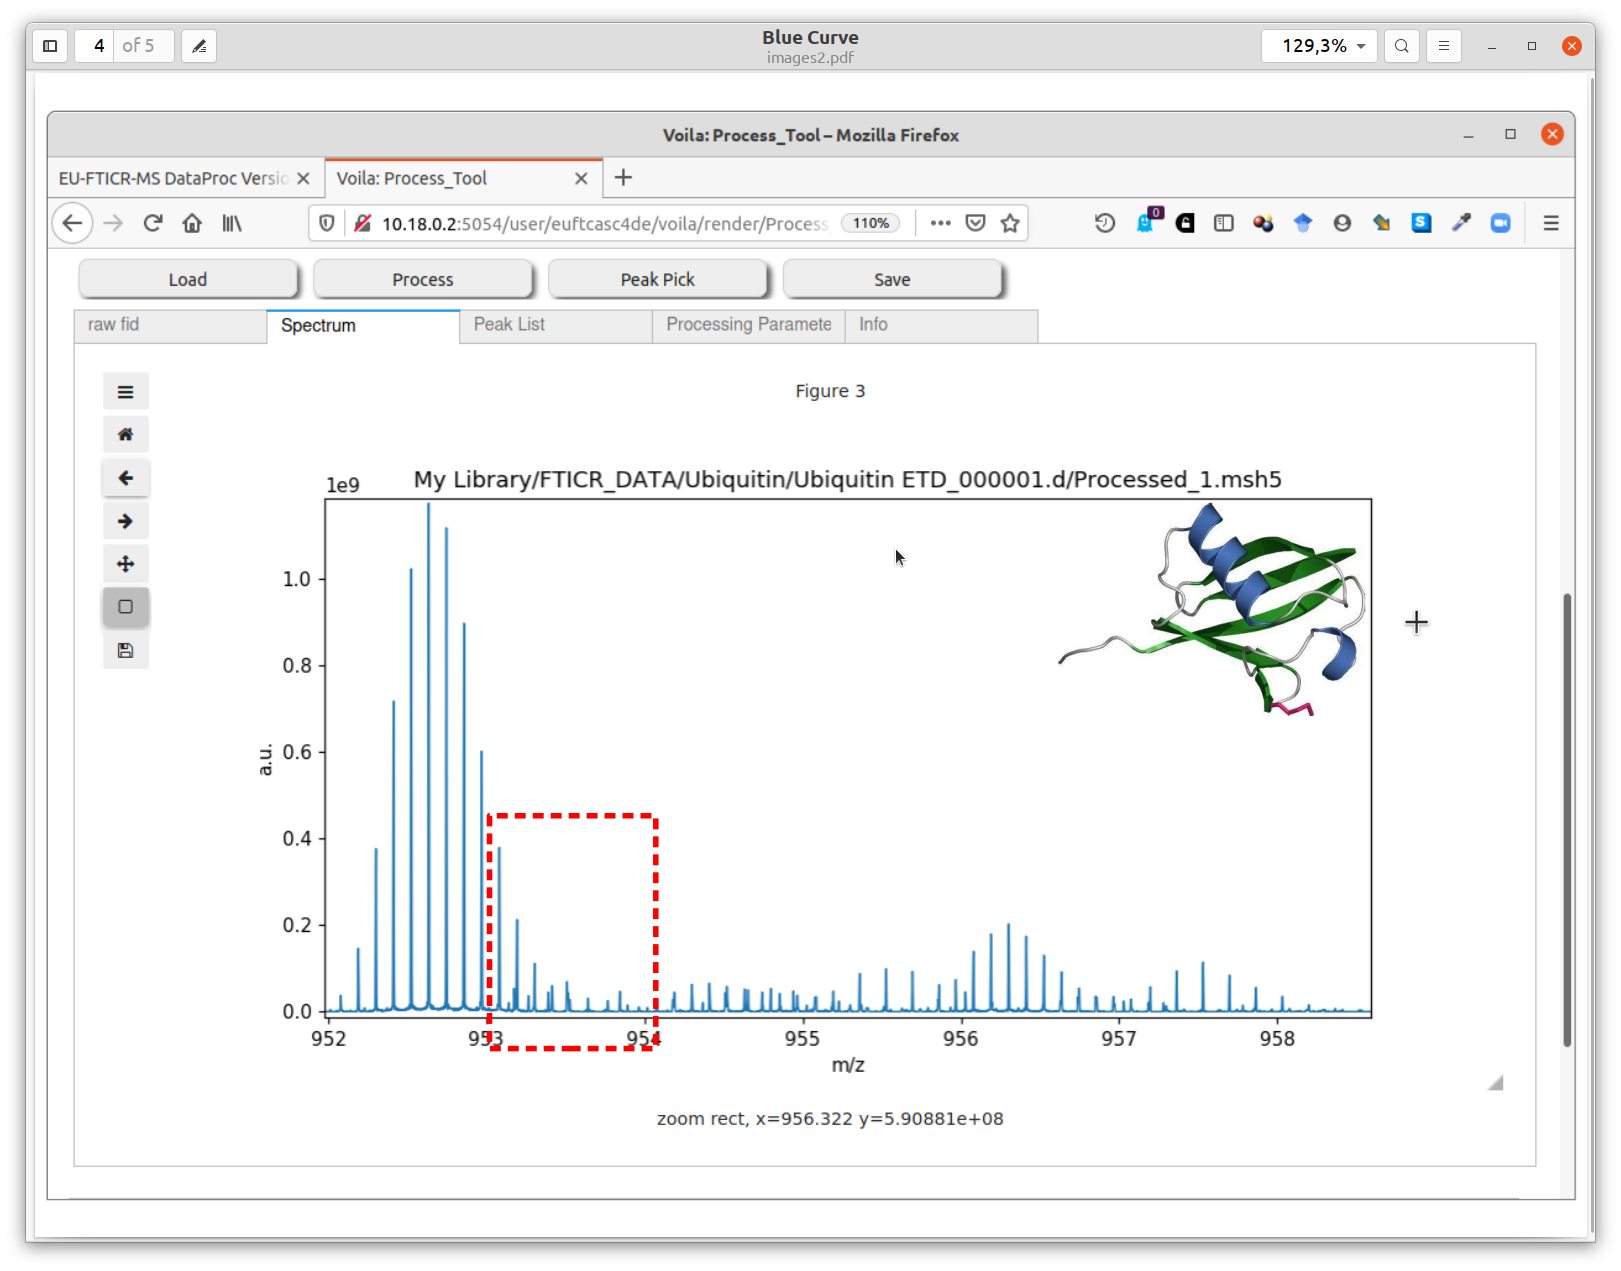 4 of 5
Blue Curve
images2.pdf
129,3%
Voila: Process_Tool – Mozilla Firefox
EU-FTICR-MS DataProc Versio
Voila: Process_Tool
10.18.0.2:5054/user/euftcasc4de/voila/render/Process
110%
0
S
Load
Process
Peak Pick
Save
raw fid
Spectrum
Peak List
Processing Paramete
Info
Figure 3
1e9
My Library/FTICR_DATA/Ubiquitin/Ubiquitin ETD_000001.d/Processed_1.msh5
1.0
0.8
0.6
0.4
0.2
0.0
a.u.
952 953 954 955 956 957 958
m/z
zoom rect, x=956.322 y=5.90881e+08